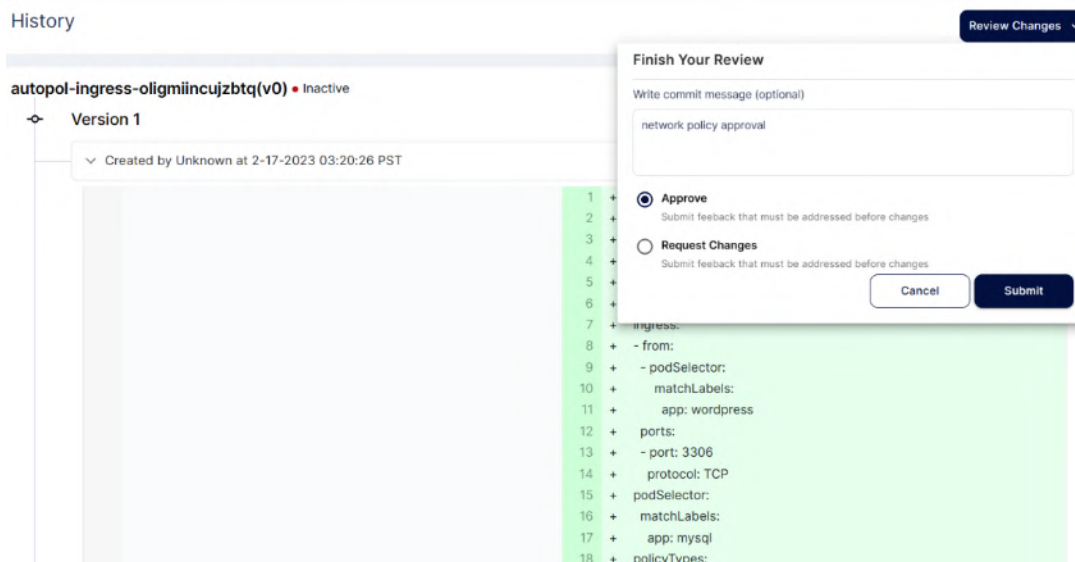 History
Review Changes
Finish Your Review
Write commit message (optional)
network policy approval
Approve
Submit feeback that must be addressed before changes
Request Changes
Submit feeback that must be addressed before changes
Cancel
Submit
autopol-ingress-oligmiincujzbtq(v0) • Inactive
Version 1
Created by Unknown at 2-17-2023 03:20:26 PST
1 +
2 +
3 +
4 +
5 +
6 +
7 + ingress:
8 + - from:
9 + - podSelector:
10 + matchLabels:
11 + app: wordpress
12 + ports:
13 + - port: 3306
14 + protocol: TCP
15 + podSelector:
16 + matchLabels:
17 + app: mysql
18 + policyTypes: